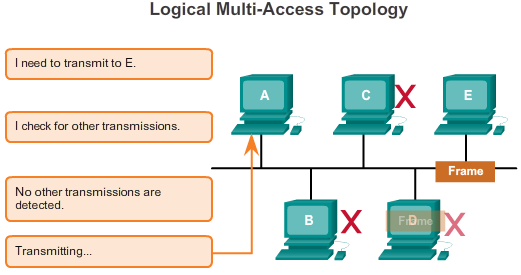 Logical Multi-Access Topology
I need to transmit to E.
I check for other transmissions.
No other transmissions are
detected.
Transmitting...
A
C
X
E
Frame
B
X
Frame
D
X